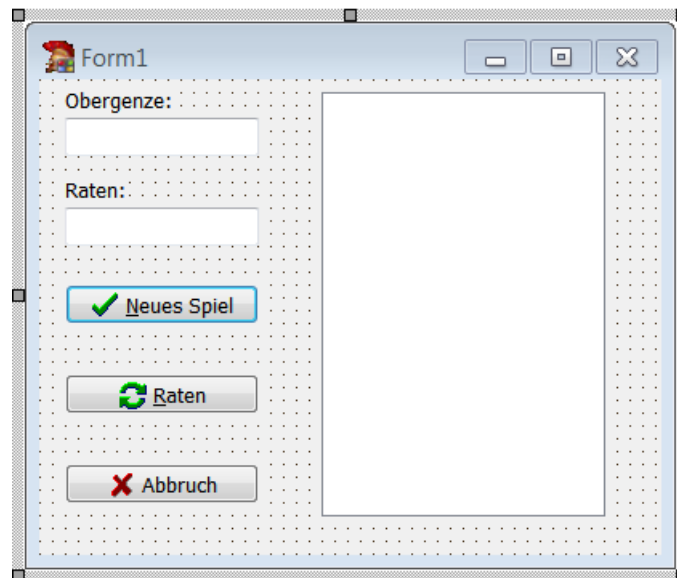 Form1
Obergenze:
Raten:
Neues Spiel
Raten
Abbruch